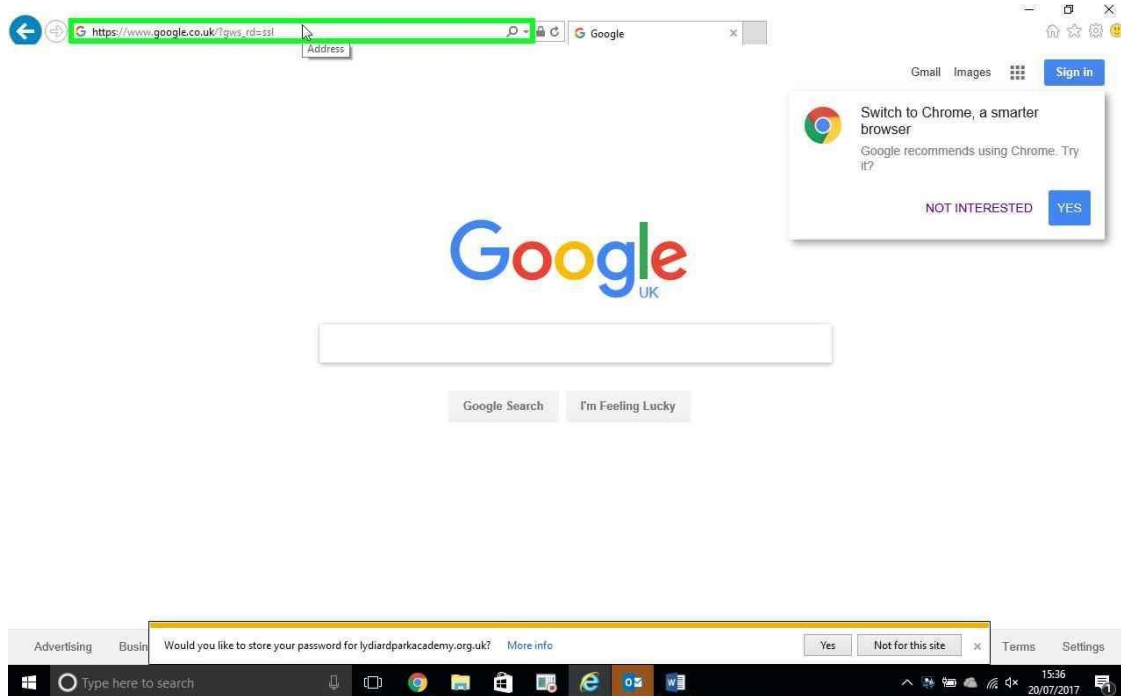 https://www.google.co.uk/?gws_rd=ssl
Google
Address
Gmail Images Sign in
Switch to Chrome, a smarter
browser
Google recommends using Chrome. Try
it?
NOT INTERESTED YES
Google
UK
Google Search I'm Feeling Lucky
Advertising Busin Would you like to store your password for lydiardparkacademy.org.uk? More info Yes Not for this site Terms Settings
Type here to search
15:36
20/07/2017